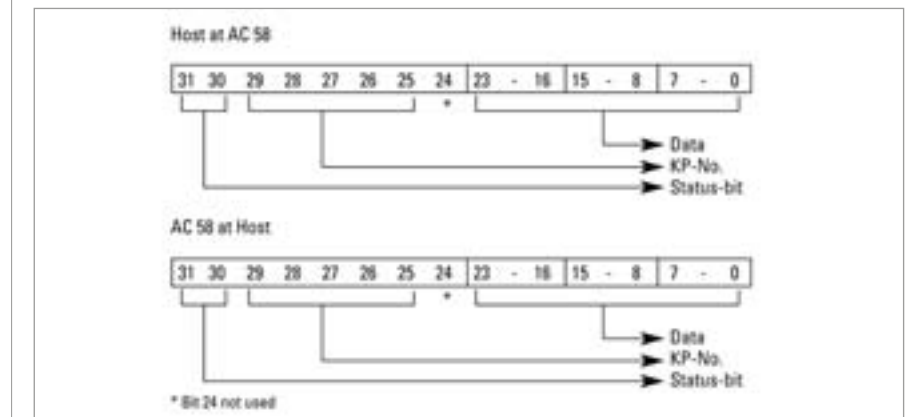 Host at AC 58
31 30 29 28 27 26 25 24 23 - 16 15 - 8 7 - 0
*
Data
KP-No.
Status-bit
AC 58 at Host
31 30 29 28 27 26 25 24 23 - 16 15 - 8 7 - 0
*
Data
KP-No.
Status-bit
* Bit 24 not used